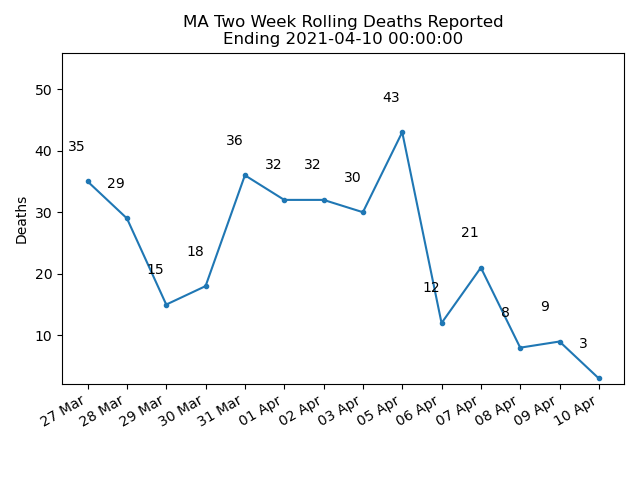 MA Two Week Rolling Deaths Reported
Ending 2021-04-10 00:00:00
Deaths
50
40
30
20
10
35
29
15
18
36
32
32
30
43
12
21
8
9
3
27 Mar
28 Mar
29 Mar
30 Mar
31 Mar
01 Apr
02 Apr
03 Apr
05 Apr
06 Apr
07 Apr
08 Apr
09 Apr
10 Apr